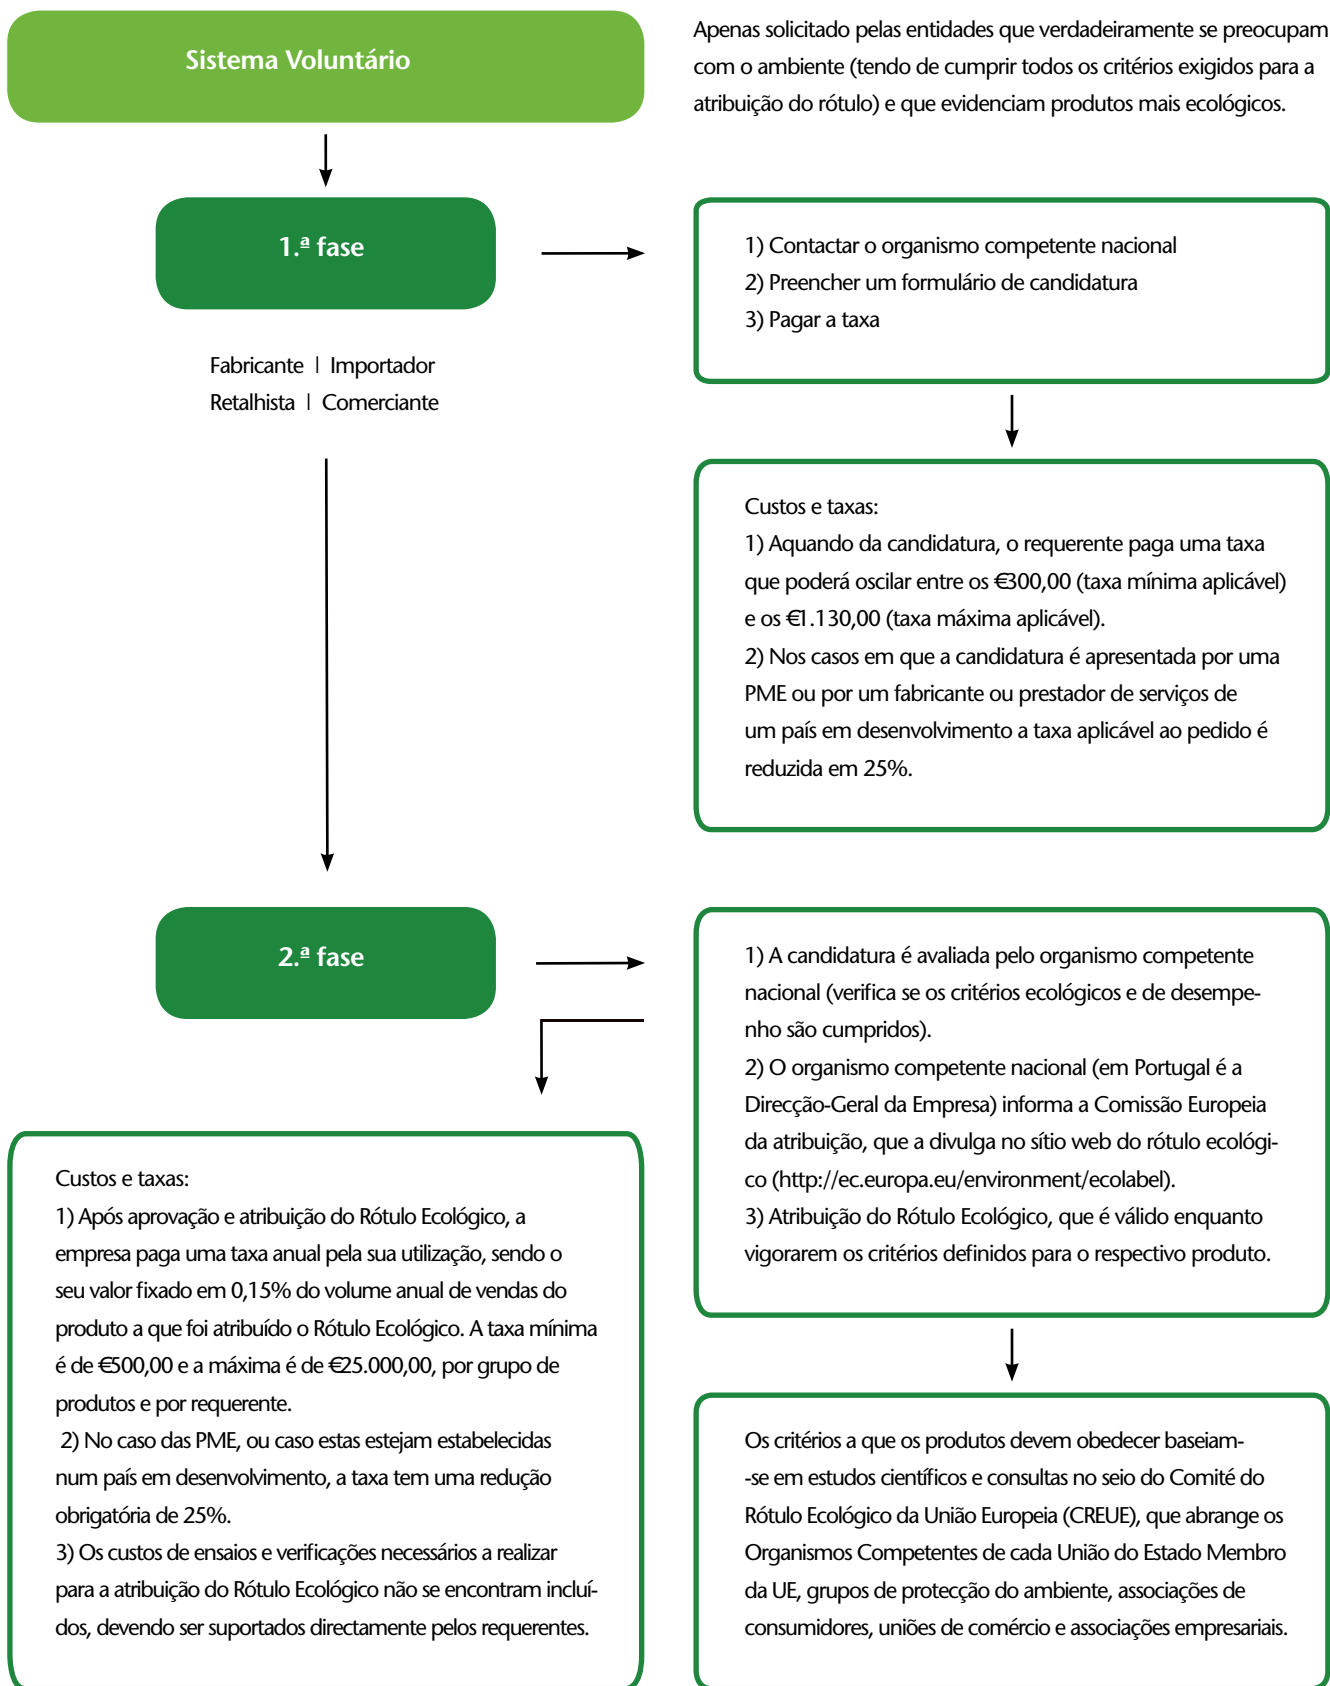 Sistema Voluntário
Apenas solicitado pelas entidades que verdadeiramente se preocupam
com o ambiente (tendo de cumprir todos os critérios exigidos para a
atribuição do rótulo) e que evidenciam produtos mais ecológicos.
1.ª fase
1) Contactar o organismo competente nacional
2) Preencher um formulário de candidatura
3) Pagar a taxa
Fabricante | Importador
Retalhista | Comerciante
Custos e taxas:
1) Aquando da candidatura, o requerente paga uma taxa
que poderá oscilar entre os €300,00 (taxa mínima aplicável)
e os €1.130,00 (taxa máxima aplicável).
2) Nos casos em que a candidatura é apresentada por uma
PME ou por um fabricante ou prestador de serviços de
um país em desenvolvimento a taxa aplicável ao pedido é
reduzida em 25%.
2.ª fase
1) A candidatura é avaliada pelo organismo competente
nacional (verifica se os critérios ecológicos e de desempe-
nho são cumpridos).
2) O organismo competente nacional (em Portugal é a
Direcção-Geral da Empresa) informa a Comissão Europeia
da atribuição, que a divulga no sítio web do rótulo ecológi-
co (http://ec.europa.eu/environment/ecolabel).
3) Atribuição do Rótulo Ecológico, que é válido enquanto
vigorarem os critérios definidos para o respectivo produto.
Custos e taxas:
1) Após aprovação e atribuição do Rótulo Ecológico, a
empresa paga uma taxa anual pela sua utilização, sendo o
seu valor fixado em 0,15% do volume anual de vendas do
produto a que foi atribuído o Rótulo Ecológico. A taxa mínima
é de €500,00 e a máxima é de €25.000,00, por grupo de
produtos e por requerente.
2) No caso das PME, ou caso estas estejam estabelecidas
num país em desenvolvimento, a taxa tem uma redução
obrigatória de 25%.
3) Os custos de ensaios e verificações necessários a realizar
para a atribuição do Rótulo Ecológico não se encontram incluí-
dos, devendo ser suportados directamente pelos requerentes.
Os critérios a que os produtos devem obedecer baseiam-
-se em estudos científicos e consultas no seio do Comité do
Rótulo Ecológico da União Europeia (CREUE), que abrange os
Organismos Competentes de cada União do Estado Membro
da UE, grupos de protecção do ambiente, associações de
consumidores, uniões de comércio e associações empresariais.